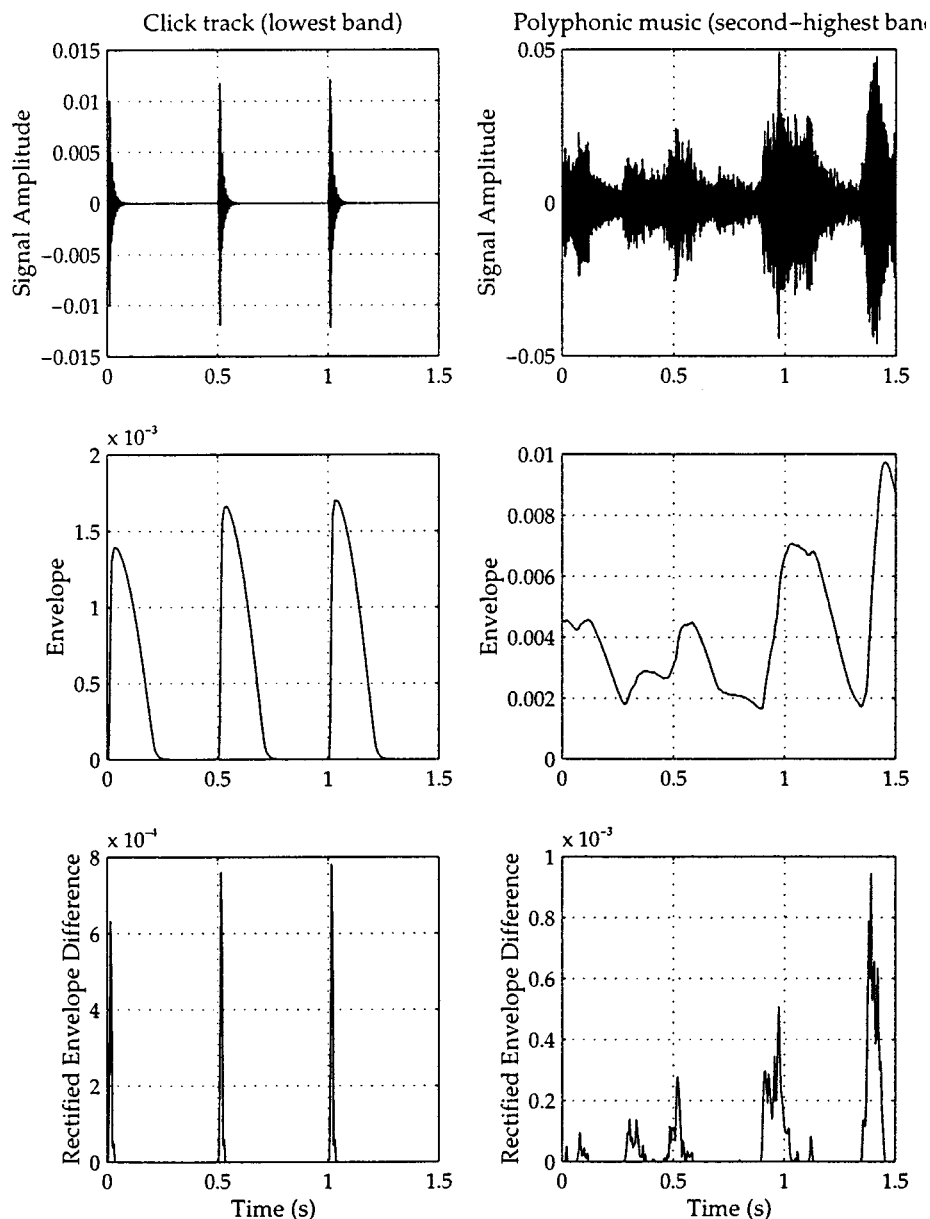 Click track (lowest band)
Polyphonic music (second-highest band
Signal Amplitude
0.015
0.01
0.005
0
-0.005
-0.01
-0.015
0 0.5 1 1.5
Signal Amplitude
0.05
0
-0.05
0 0.5 1 1.5
x 10⁻³
Envelope
2
1.5
1
0.5
0
0 0.5 1 1.5
Envelope
0.01
0.008
0.006
0.004
0.002
0
0 0.5 1 1.5
x 10⁻⁴
Rectified Envelope Difference
8
6
4
2
0
0 0.5 1 1.5
Time (s)
x 10⁻³
Rectified Envelope Difference
1
0.8
0.6
0.4
0.2
0
0 0.5 1 1.5
Time (s)